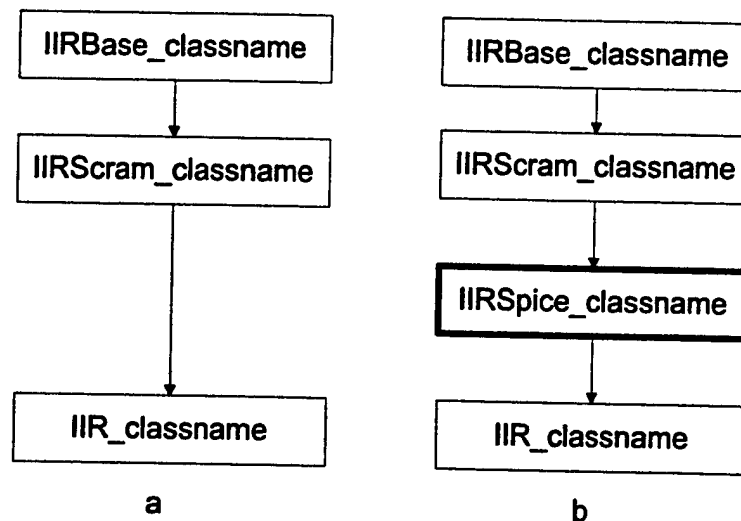 IIRBase_classname
IIRScram_classname
IIR_classname
a
IIRBase_classname
IIRScram_classname
IIRSpice_classname
IIR_classname
b